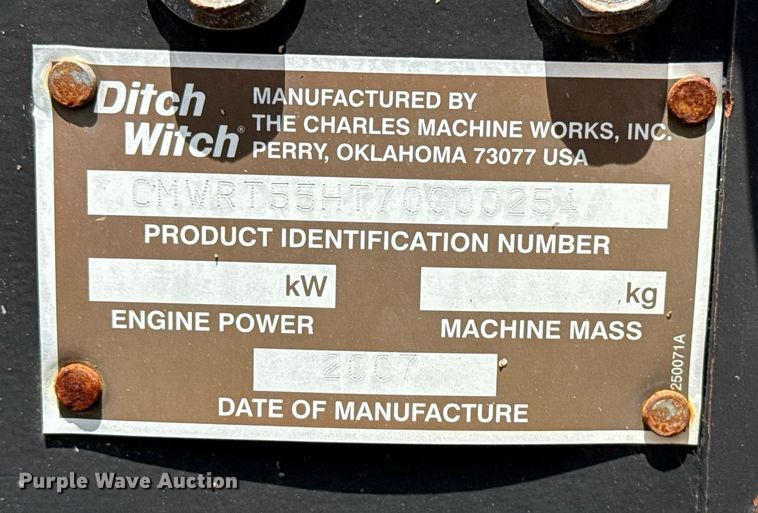 Ditch Witch®
MANUFACTURED BY
THE CHARLES MACHINE WORKS, INC.
PERRY, OKLAHOMA 73077 USA
CMWRT55HT70000254
PRODUCT IDENTIFICATION NUMBER
kW
kg
ENGINE POWER
MACHINE MASS
2007
DATE OF MANUFACTURE
250071A
Purple Wave Auction